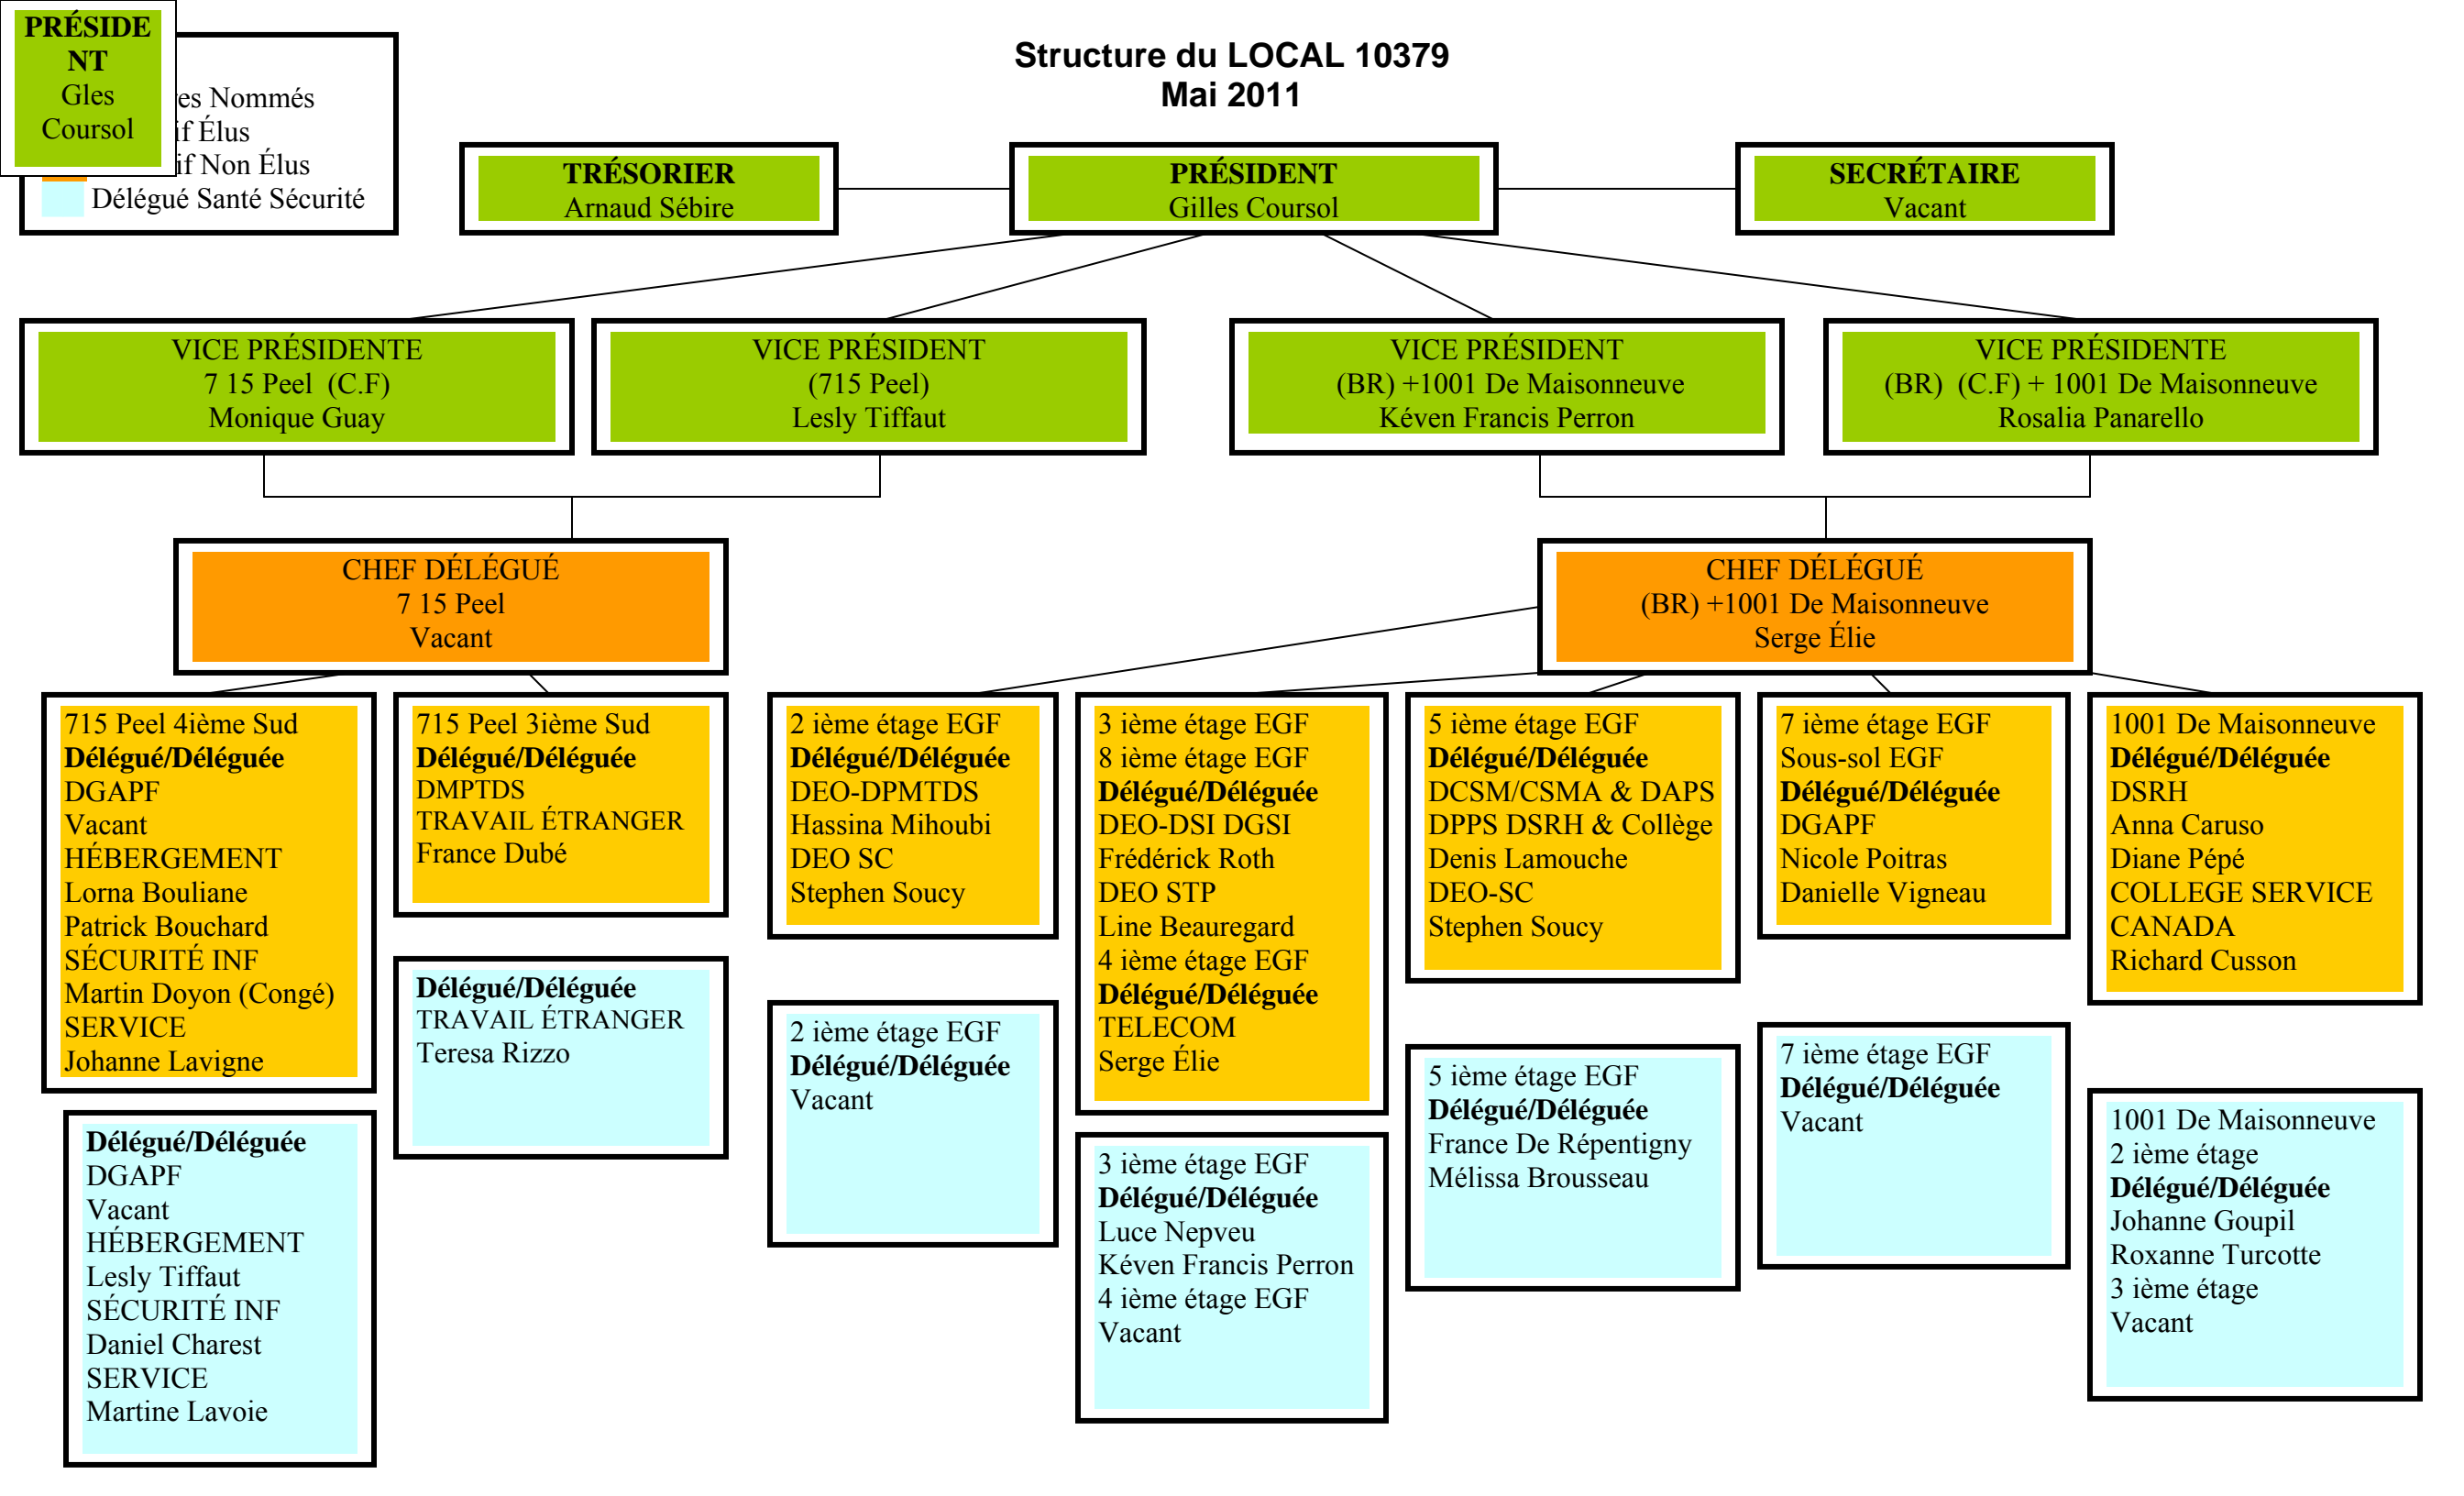 PRÉSIDE
NT
Gles
Coursol
es Nommés
if Élus
if Non Élus
Délégué Santé Sécurité
Structure du LOCAL 10379
Mai 2011
TRÉSORIER
Arnaud Sébire
PRÉSIDENT
Gilles Coursol
SECRÉTAIRE
Vacant
VICE PRÉSIDENTE
7 15 Peel (C.F)
Monique Guay
VICE PRÉSIDENT
(715 Peel)
Lesly Tiffaut
VICE PRÉSIDENT
(BR) +1001 De Maisonneuve
Kéven Francis Perron
VICE PRÉSIDENTE
(BR) (C.F) + 1001 De Maisonneuve
Rosalia Panarello
CHEF DÉLÉGUÉ
7 15 Peel
Vacant
CHEF DÉLÉGUÉ
(BR) +1001 De Maisonneuve
Serge Élie
715 Peel 4ième Sud
Délégué/Déléguée
DGAPF
Vacant
HÉBERGEMENT
Lorna Bouliane
Patrick Bouchard
SÉCURITÉ INF
Martin Doyon (Congé)
SERVICE
Johanne Lavigne
715 Peel 3ième Sud
Délégué/Déléguée
DMPTDS
TRAVAIL ÉTRANGER
France Dubé
2 ième étage EGF
Délégué/Déléguée
DEO-DPMTDS
Hassina Mihoubi
DEO SC
Stephen Soucy
3 ième étage EGF
8 ième étage EGF
Délégué/Déléguée
DEO-DSI DGSI
Frédérick Roth
DEO STP
Line Beauregard
4 ième étage EGF
Délégué/Déléguée
TELECOM
Serge Élie
5 ième étage EGF
Délégué/Déléguée
DCSM/CSMA & DAPS
DPPS DSRH & Collège
Denis Lamouche
DEO-SC
Stephen Soucy
7 ième étage EGF
Sous-sol EGF
Délégué/Déléguée
DGAPF
Nicole Poitras
Danielle Vigneau
1001 De Maisonneuve
Délégué/Déléguée
DSRH
Anna Caruso
Diane Pépé
COLLEGE SERVICE
CANADA
Richard Cusson
Délégué/Déléguée
DGAPF
Vacant
HÉBERGEMENT
Lesly Tiffaut
SÉCURITÉ INF
Daniel Charest
SERVICE
Martine Lavoie
Délégué/Déléguée
TRAVAIL ÉTRANGER
Teresa Rizzo
2 ième étage EGF
Délégué/Déléguée
Vacant
3 ième étage EGF
Délégué/Déléguée
Luce Nepveu
Kéven Francis Perron
4 ième étage EGF
Vacant
5 ième étage EGF
Délégué/Déléguée
France De Répentigny
Mélissa Brousseau
7 ième étage EGF
Délégué/Déléguée
Vacant
1001 De Maisonneuve
2 ième étage
Délégué/Déléguée
Johanne Goupil
Roxanne Turcotte
3 ième étage
Vacant